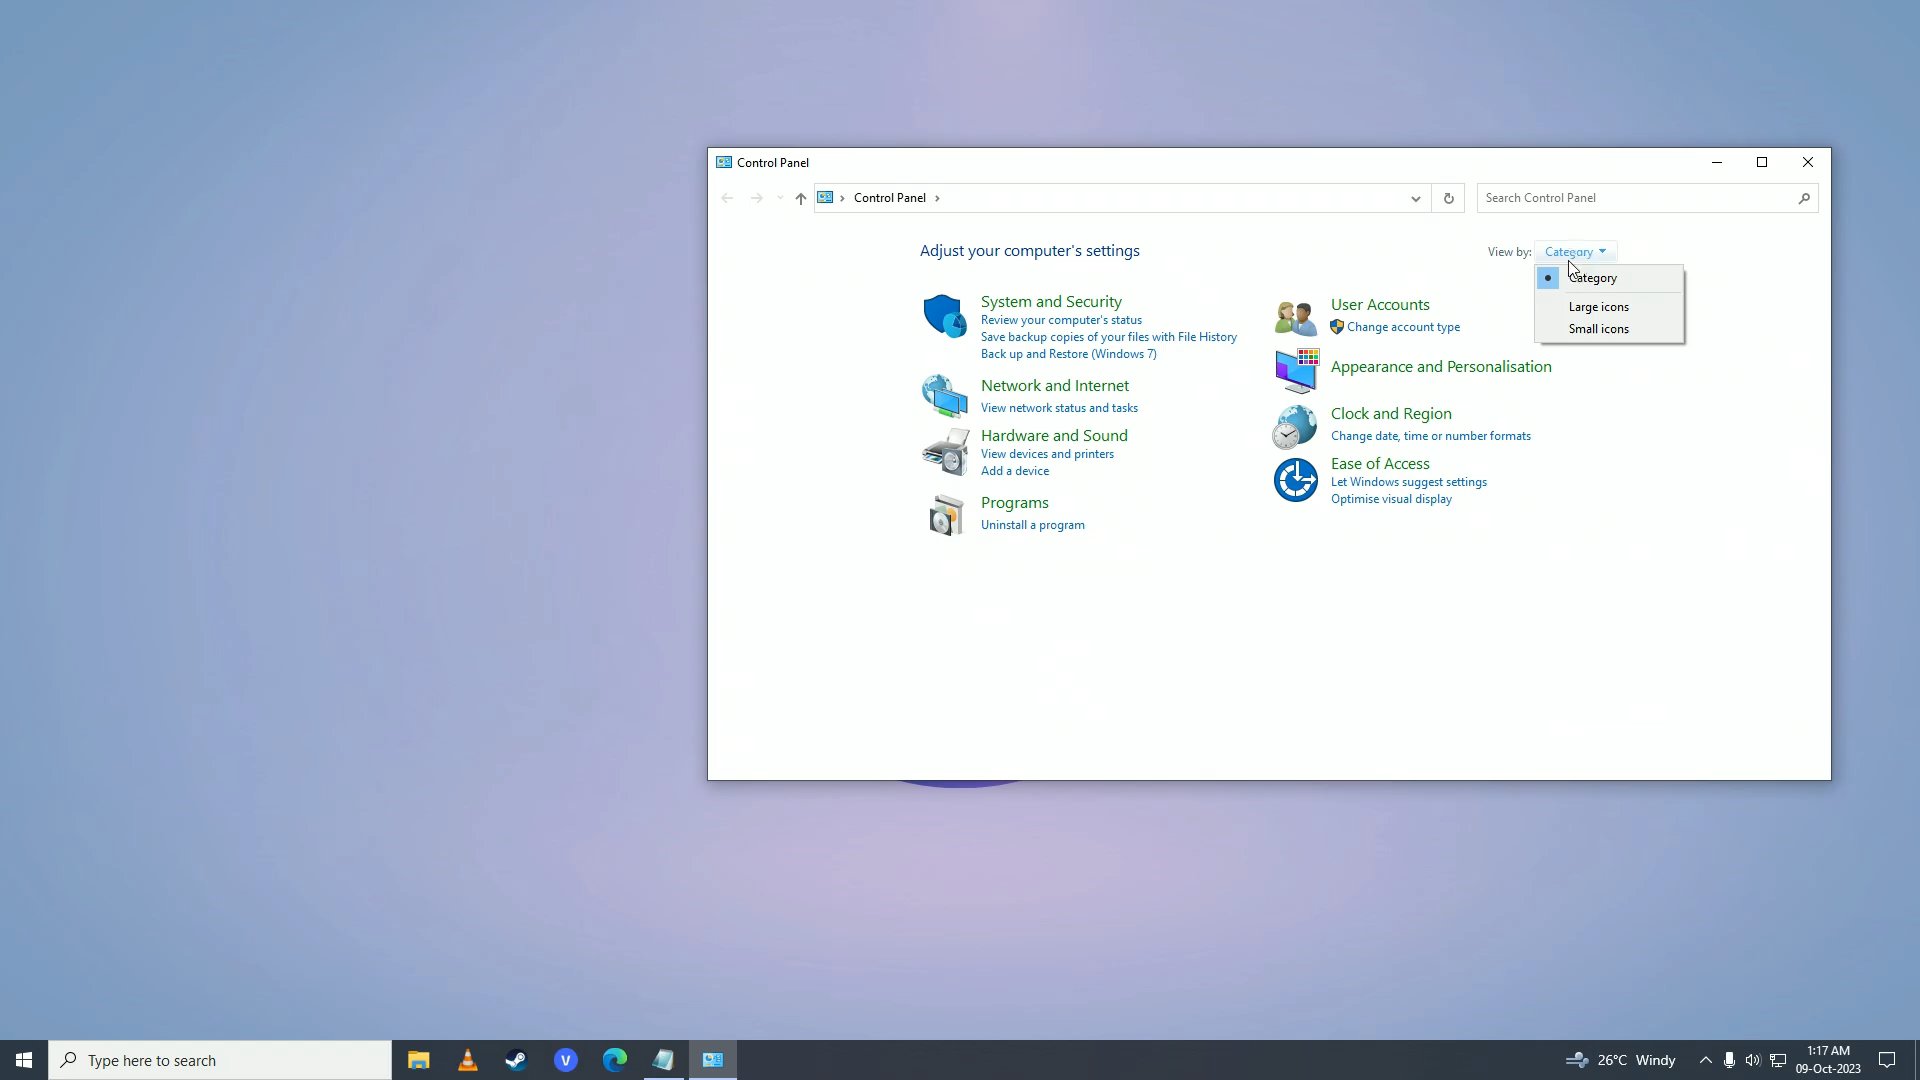 Control Panel
Control Panel
Search Control Panel
Adjust your computer's settings
View by: Category
Category
Large icons
Small icons
System and Security
Review your computer's status
Save backup copies of your files with File History
Back up and Restore (Windows 7)
Network and Internet
View network status and tasks
Hardware and Sound
View devices and printers
Add a device
Programs
Uninstall a program
User Accounts
Change account type
Appearance and Personalisation
Clock and Region
Change date, time or number formats
Ease of Access
Let Windows suggest settings
Optimise visual display
Type here to search
V
26°C Windy
1:17 AM
09-Oct-2023